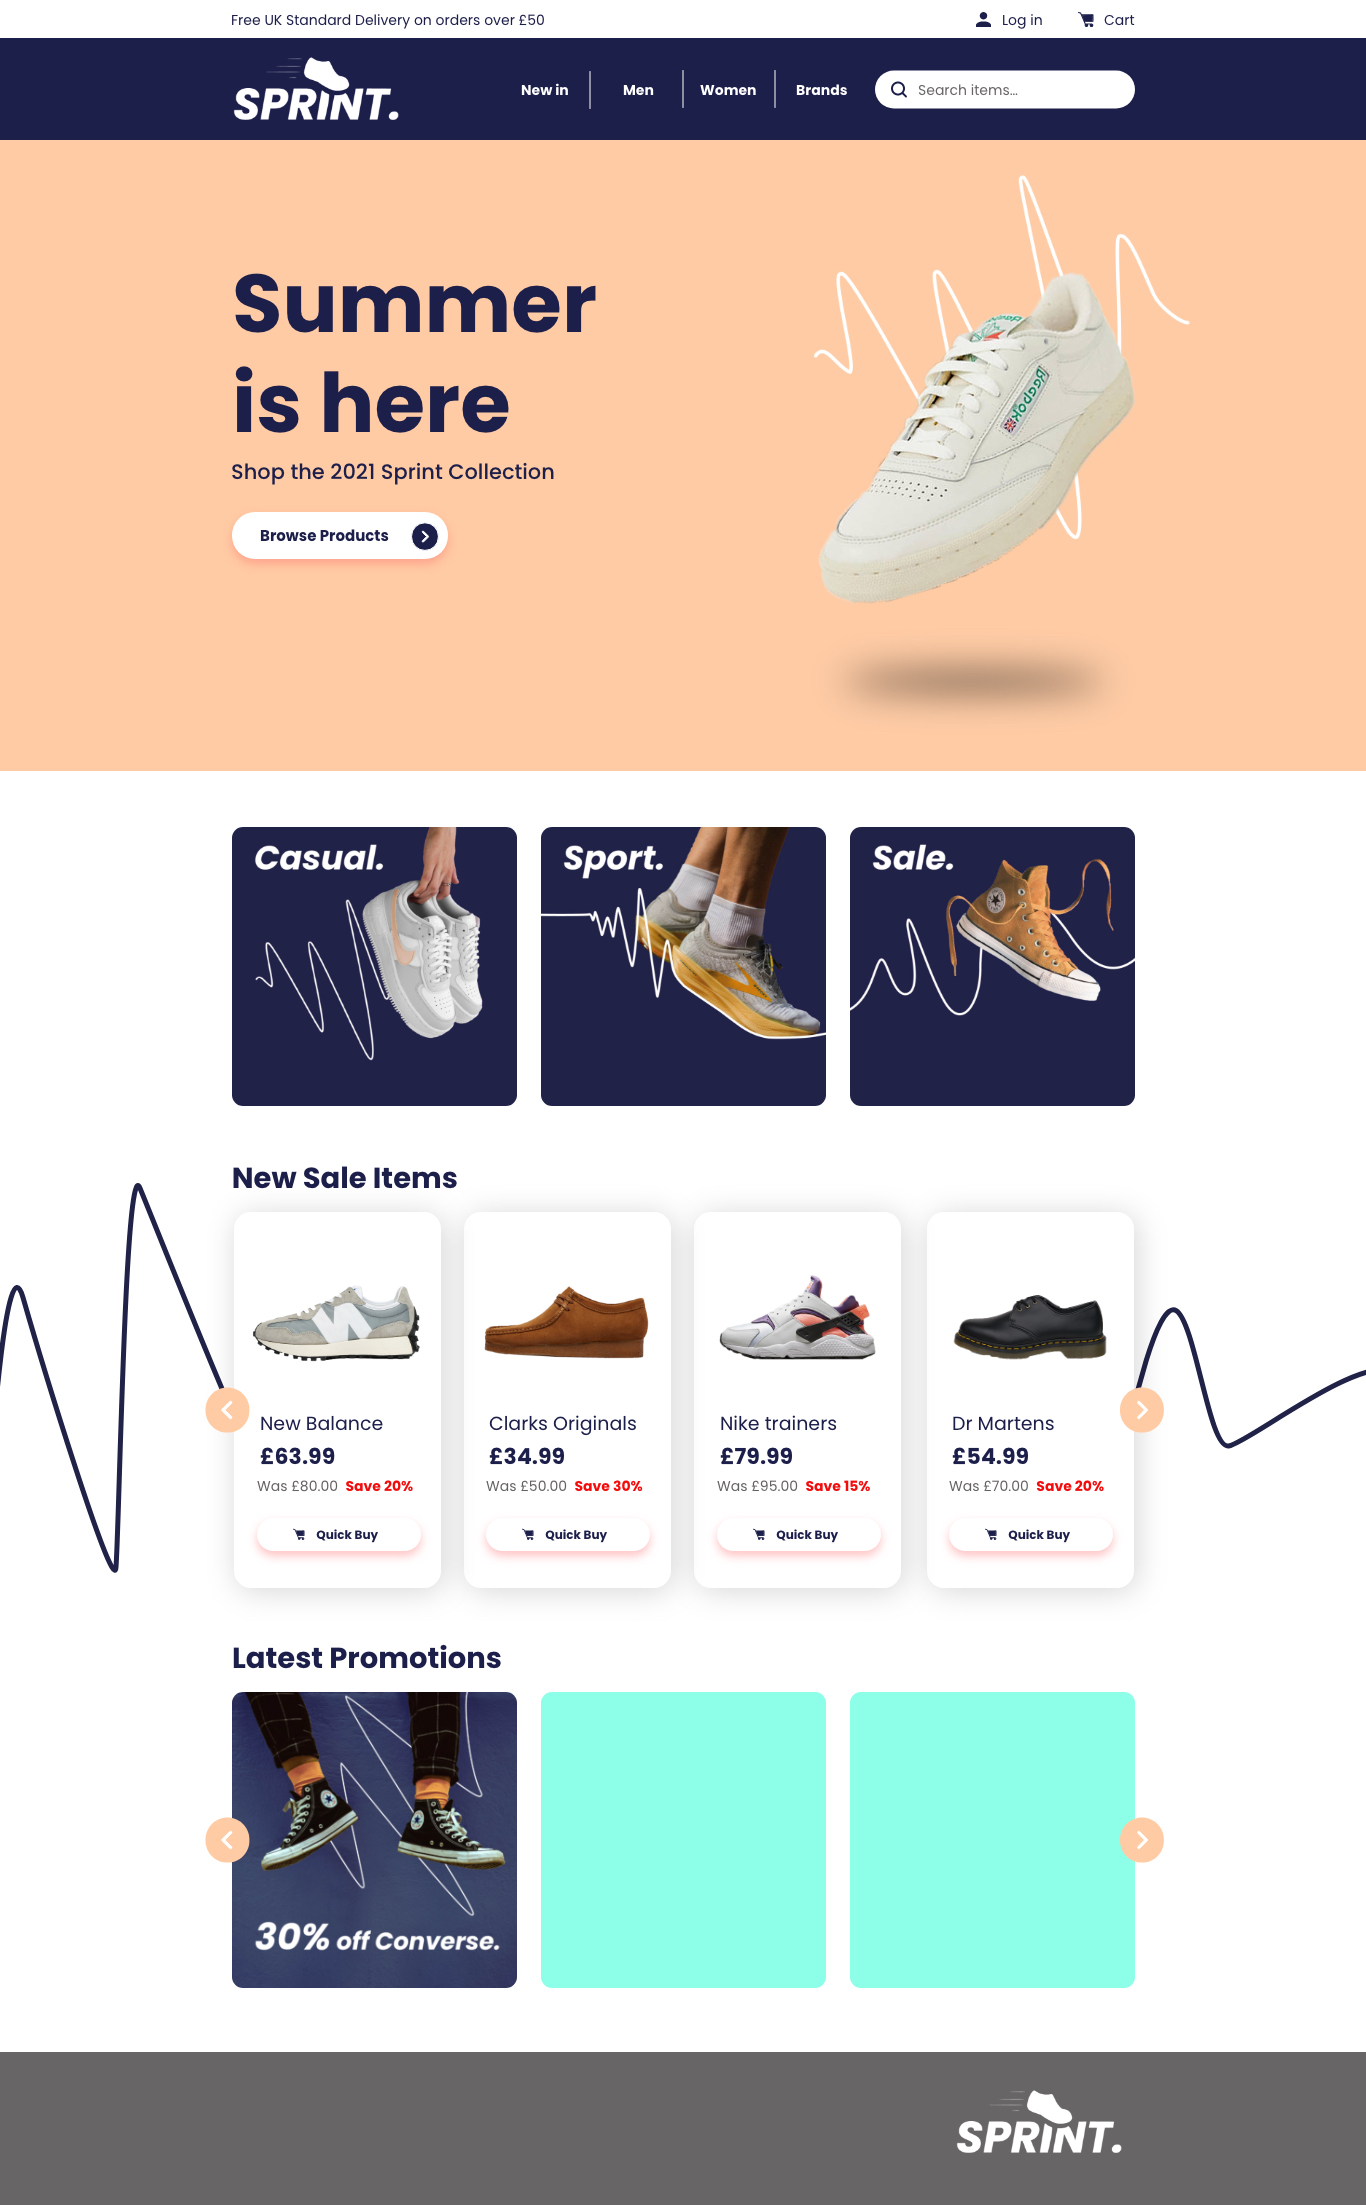 Free UK Standard Delivery on orders over £50
Log in
Cart
SPRINT.
New in
Men
Women
Brands
Search items...
Summer
is here
Shop the 2021 Sprint Collection
Browse Products
Reebok
Casual.
Sport.
Sale.
New Sale Items
New Balance
£63.99
Was £80.00 Save 20%
Quick Buy
Clarks Originals
£34.99
Was £50.00 Save 30%
Quick Buy
Nike trainers
£79.99
Was £95.00 Save 15%
Quick Buy
Dr Martens
£54.99
Was £70.00 Save 20%
Quick Buy
Latest Promotions
30% off Converse.
SPRINT.